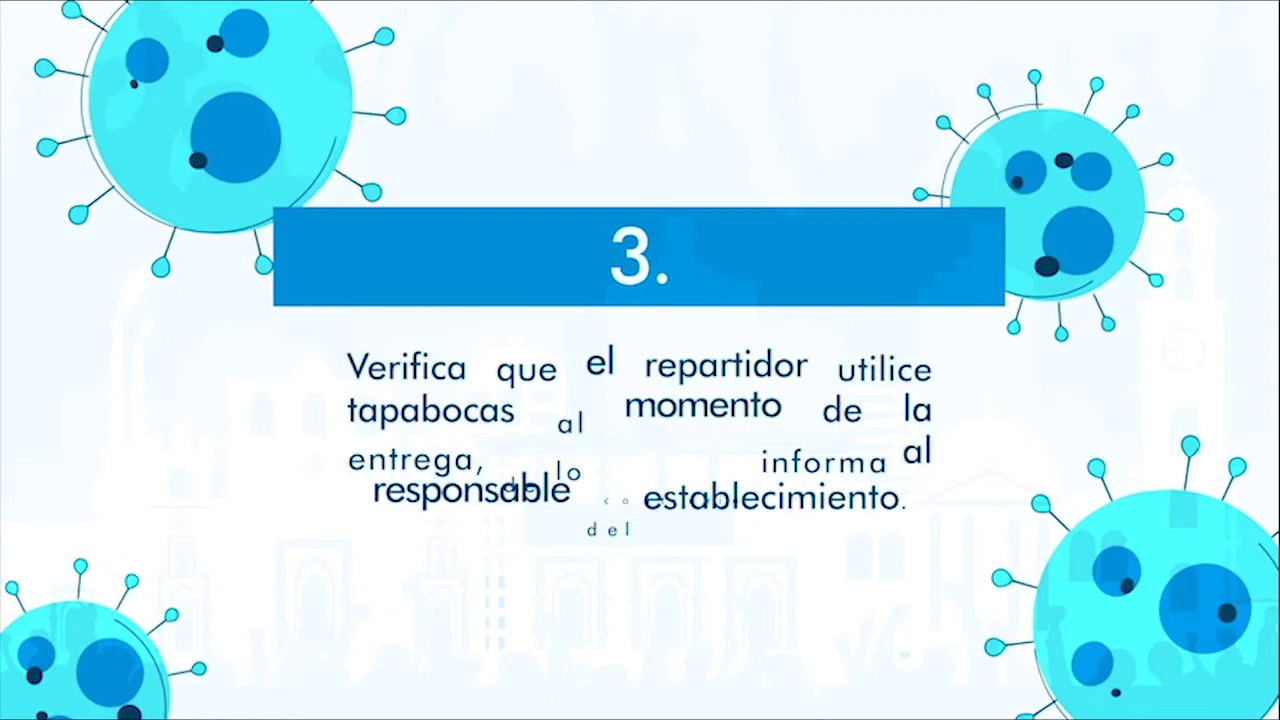 3.
Verifica que el repartidor utilice
tapabocas al momento de la
entrega, lo informa al
responsable del establecimiento.